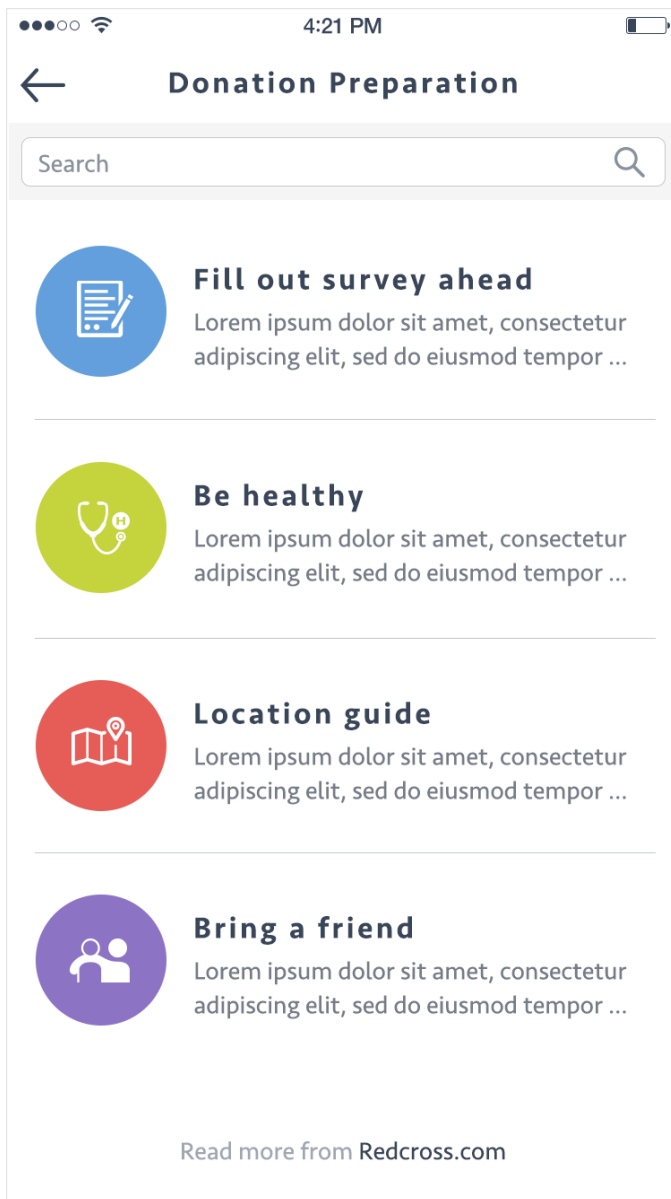 4:21 PM
Donation Preparation
Search
Fill out survey ahead
Lorem ipsum dolor sit amet, consectetur
adipiscing elit, sed do eiusmod tempor ...
Be healthy
H
Lorem ipsum dolor sit amet, consectetur
adipiscing elit, sed do eiusmod tempor ...
Location guide
Lorem ipsum dolor sit amet, consectetur
adipiscing elit, sed do eiusmod tempor ...
Bring a friend
Lorem ipsum dolor sit amet, consectetur
adipiscing elit, sed do eiusmod tempor ...
Read more from Redcross.com